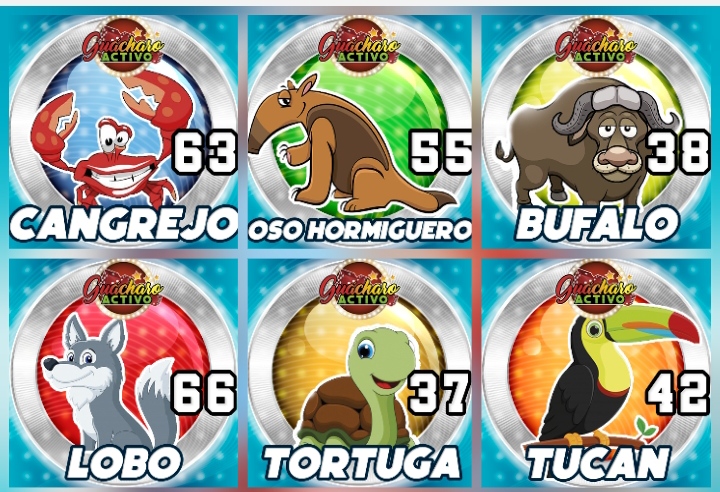 Guácharo
ACTIVO
63
CANGREJO
Guácharo
ACTIVO
55
OSO HORMIGUERO
Guácharo
ACTIVO
38
BUFALO
Guácharo
ACTIVO
66
LOBO
Guácharo
ACTIVO
37
TORTUGA
Guácharo
ACTIVO
42
TUCAN